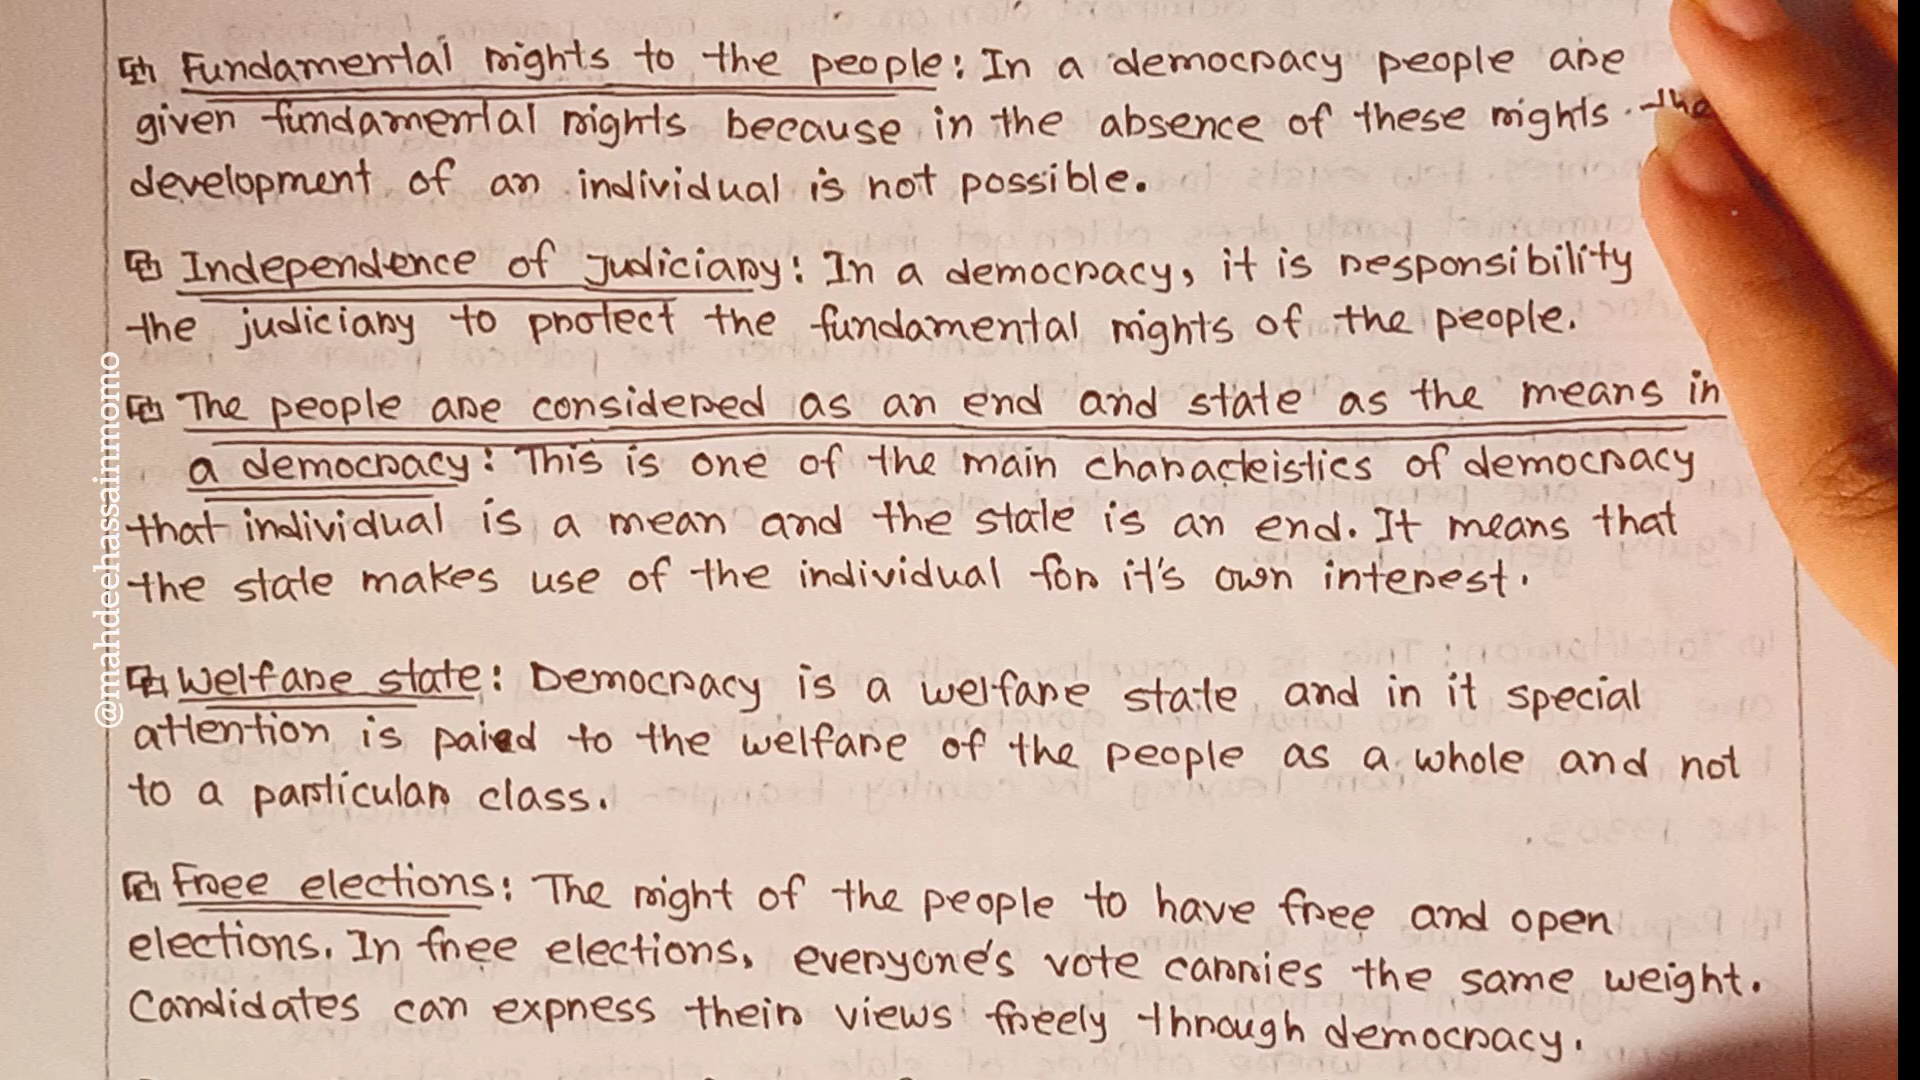 Fundamental rights to the people: In a democracy people are
given fundamental rights because in the absence of these rights the
development of an individual is not possible.
Independence of judiciary: In a democracy, it is responsibility
the judiciary to protect the fundamental rights of the people.
The people are considered as an end and state as the means in
a democracy: This is one of the main characteistics of democracy
that individual is a mean and the state is an end. It means that
the state makes use of the individual for it's own interest.
Welfare state: Democracy is a welfare state and in it special
attention is paied to the welfare of the people as a whole and not
to a particular class.
Free elections: The right of the people to have free and open
elections. In free elections, everyone's vote carries the same weight.
Candidates can express their views freely through democracy.
@mahdeehassainmomo